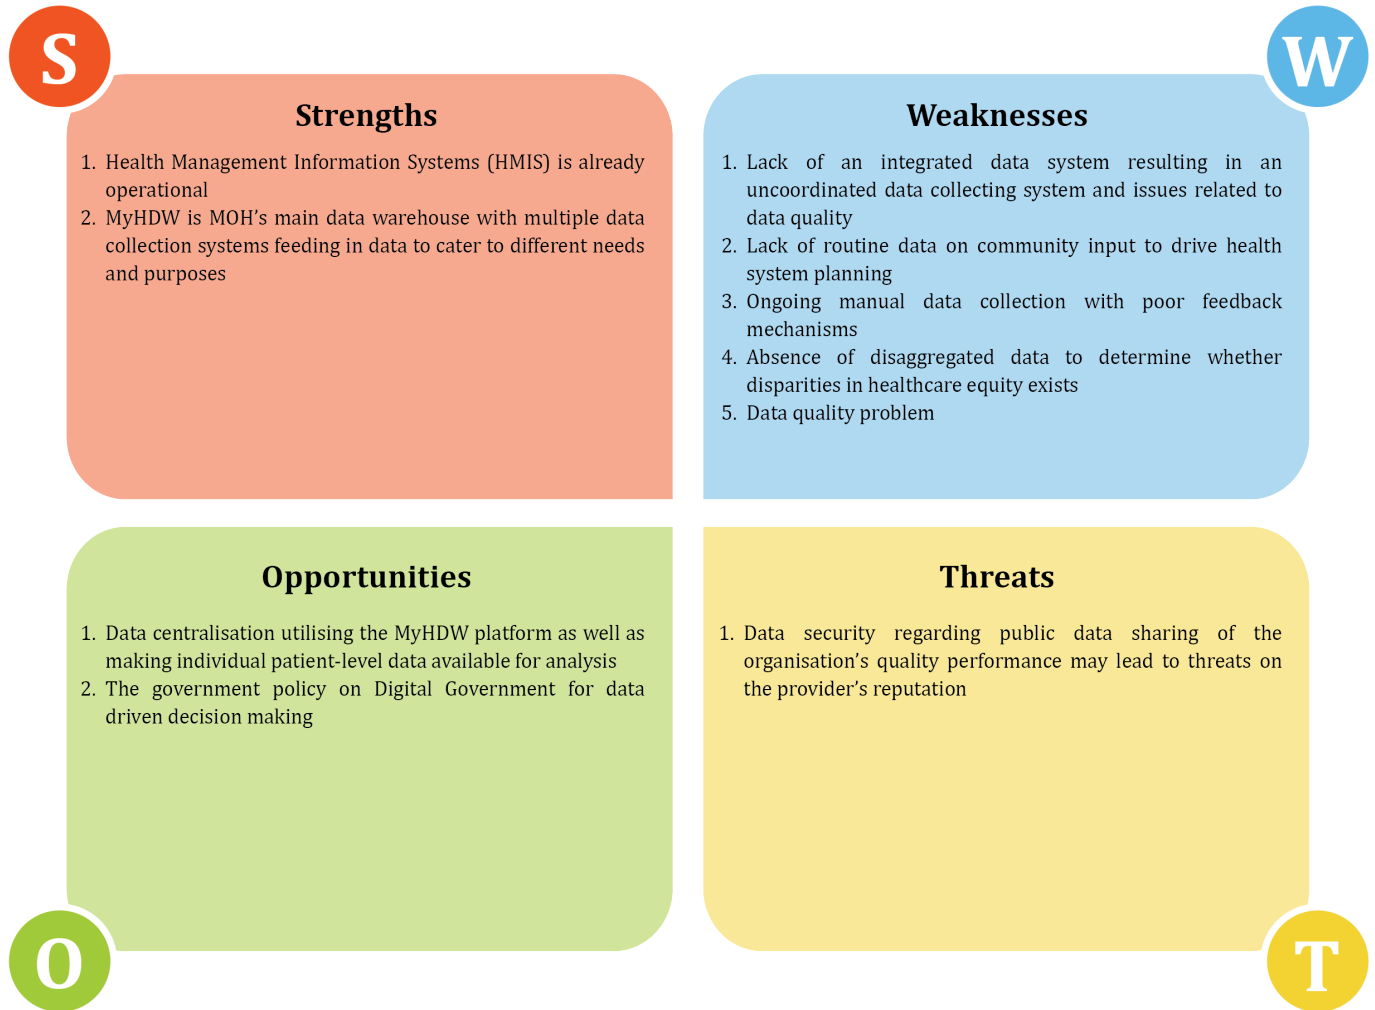 S
Strengths
1. Health Management Information Systems (HMIS) is already
operational
2. MyHDW is MOH’s main data warehouse with multiple data
collection systems feeding in data to cater to different needs
and purposes
W
Weaknesses
1. Lack of an integrated data system resulting in an
uncoordinated data collecting system and issues related to
data quality
2. Lack of routine data on community input to drive health
system planning
3. Ongoing manual data collection with poor feedback
mechanisms
4. Absence of disaggregated data to determine whether
disparities in healthcare equity exists
5. Data quality problem
O
Opportunities
1. Data centralisation utilising the MyHDW platform as well as
making individual patient-level data available for analysis
2. The government policy on Digital Government for data
driven decision making
T
Threats
1. Data security regarding public data sharing of the
organisation’s quality performance may lead to threats on
the provider’s reputation